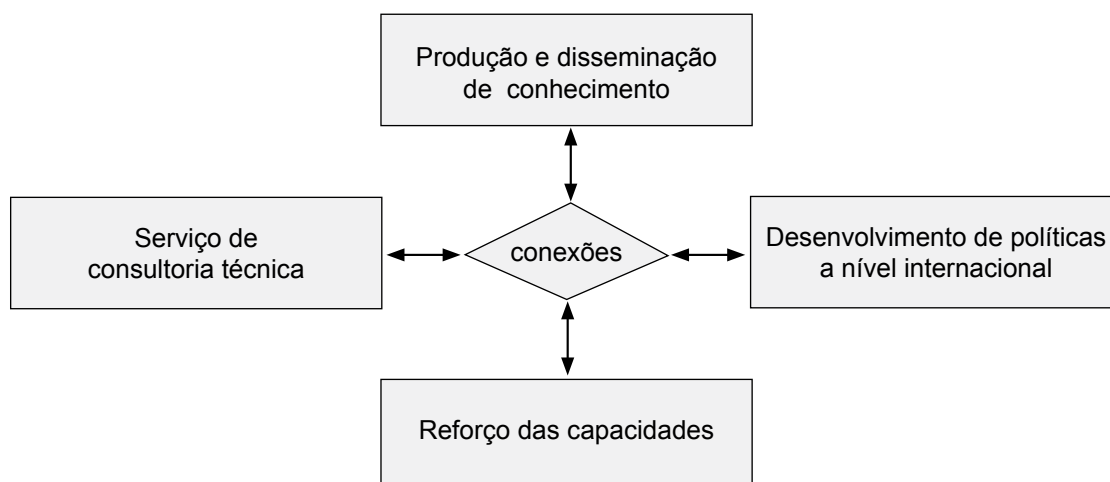 Produção e disseminação
de conhecimento
Serviço de
consultoria técnica
conexões
Desenvolvimento de políticas
a nível internacional
Reforço das capacidades